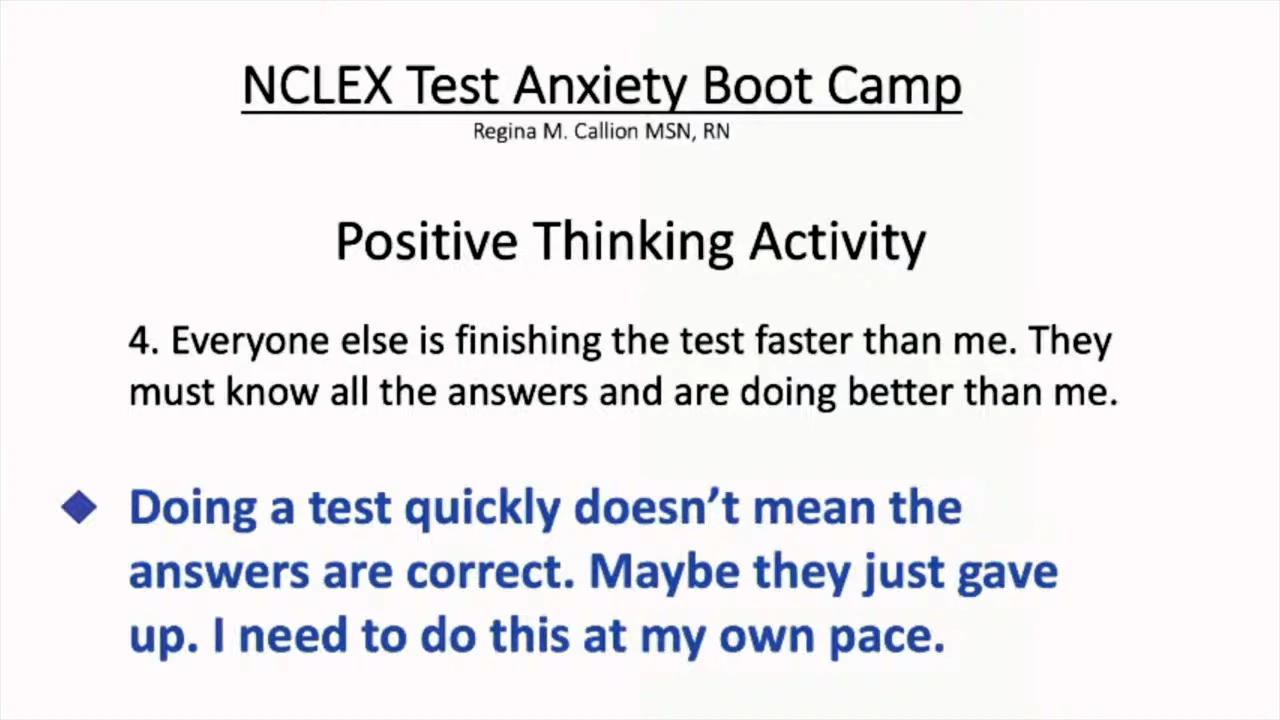 NCLEX Test Anxiety Boot Camp
Regina M. Callion MSN, RN
Positive Thinking Activity
4. Everyone else is finishing the test faster than me. They
must know all the answers and are doing better than me.
Doing a test quickly doesn’t mean the
answers are correct. Maybe they just gave
up. I need to do this at my own pace.